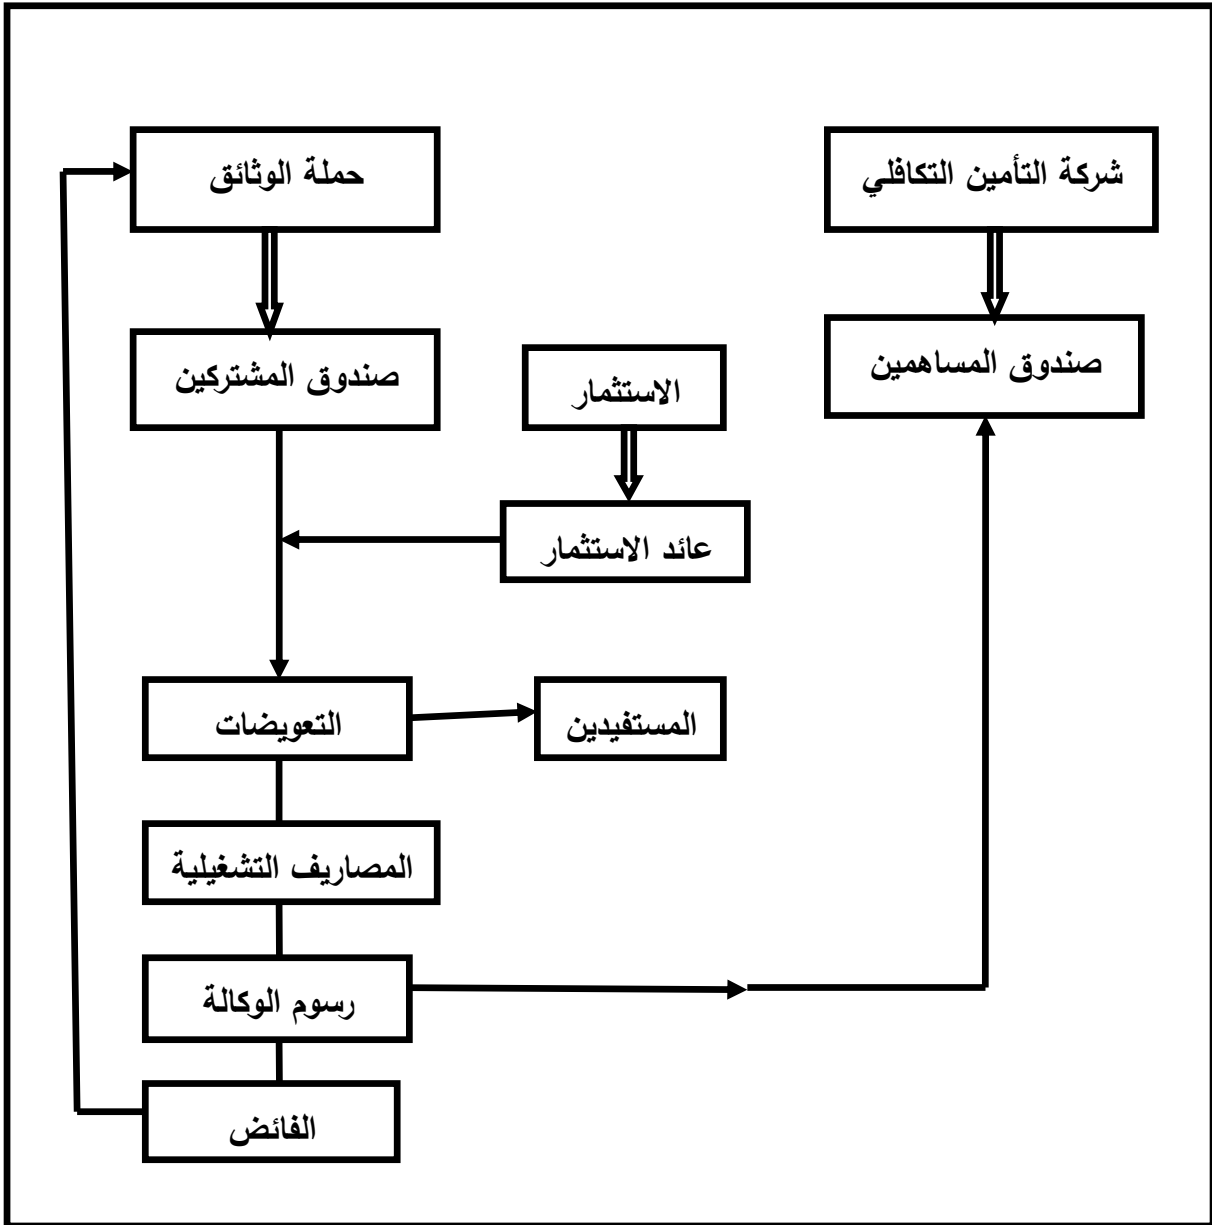 شركة التأمين التكافلي
حملة الوثائق
صندوق المساهمين
صندوق المشتركين
الاستثمار
عائد الاستثمار
التعويضات
المستفيدين
المصاريف التشغيلية
رسوم الوكالة
الفائض